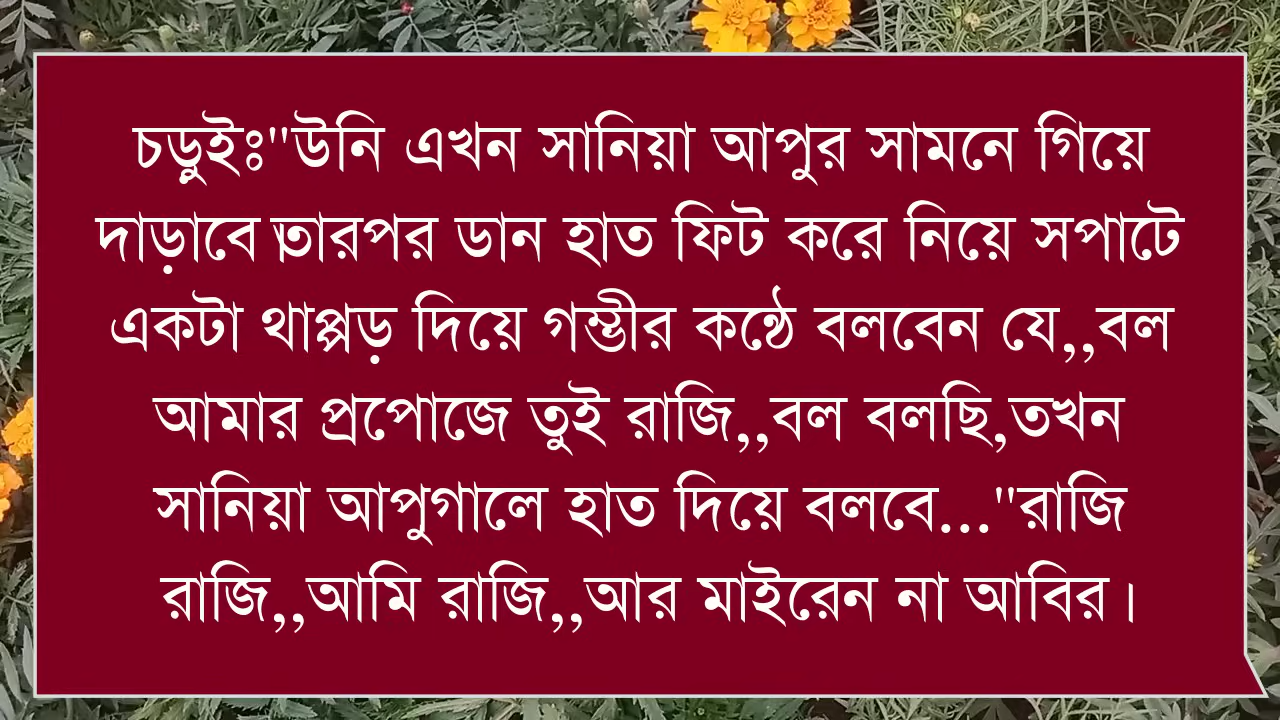 চড়ুইঃ"উনি এখন সানিয়া আপুর সামনে গিয়ে
দাড়াবে তারপর ডান হাত ফিট করে নিয়ে সপাটে
একটা থাপ্পড় দিয়ে গম্ভীর কন্ঠে বলবেন যে,,বল
আমার প্রপোজে তুই রাজি,,বল বলছি,তখন
সানিয়া আপুগালে হাত দিয়ে বলবে..."রাজি
রাজি,,আমি রাজি,,আর মাইরেন না আবির।